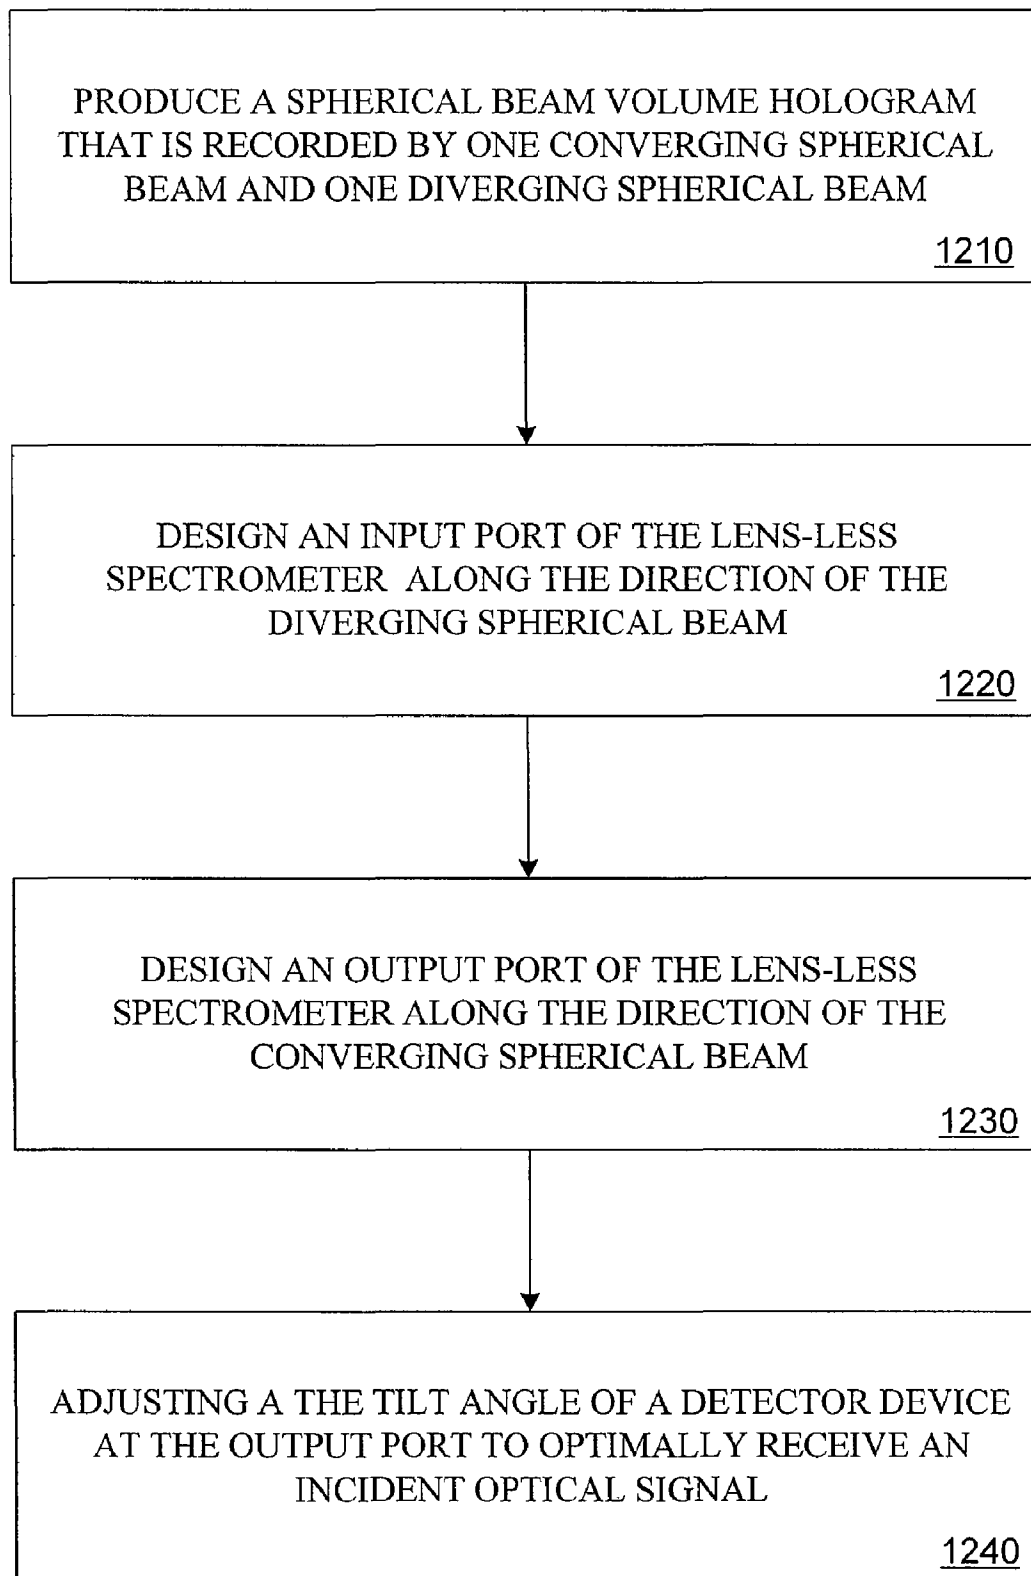 PRODUCE A SPHERICAL BEAM VOLUME HOLOGRAM
THAT IS RECORDED BY ONE CONVERGING SPHERICAL
BEAM AND ONE DIVERGING SPHERICAL BEAM
1210
DESIGN AN INPUT PORT OF THE LENS-LESS
SPECTROMETER ALONG THE DIRECTION OF THE
DIVERGING SPHERICAL BEAM
1220
DESIGN AN OUTPUT PORT OF THE LENS-LESS
SPECTROMETER ALONG THE DIRECTION OF THE
CONVERGING SPHERICAL BEAM
1230
ADJUSTING A THE TILT ANGLE OF A DETECTOR DEVICE
AT THE OUTPUT PORT TO OPTIMALLY RECEIVE AN
INCIDENT OPTICAL SIGNAL
1240